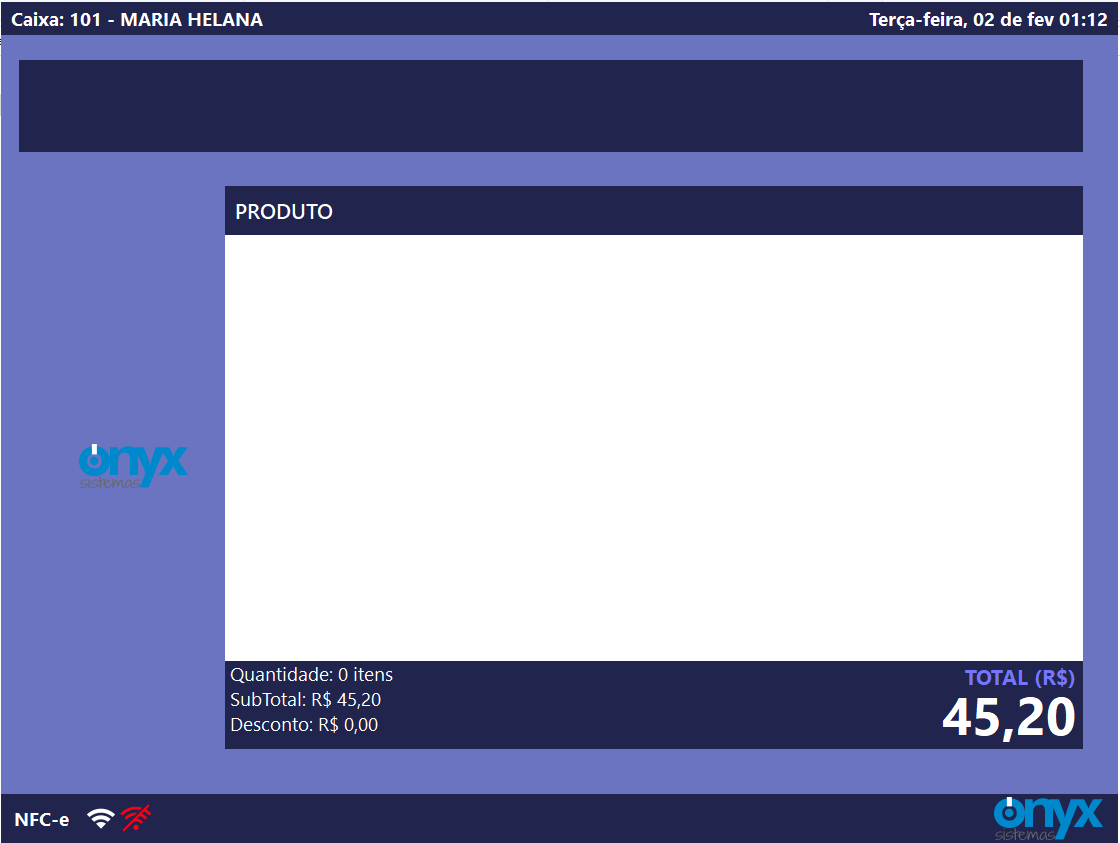 Caixa: 101 - MARIA HELANA
Terça-feira, 02 de fev 01:12
PRODUTO
onyx
sistemas
Quantidade: 0 itens
SubTotal: R$ 45,20
Desconto: R$ 0,00
TOTAL (R$)
45,20
NFC-e
onyx
sistemas